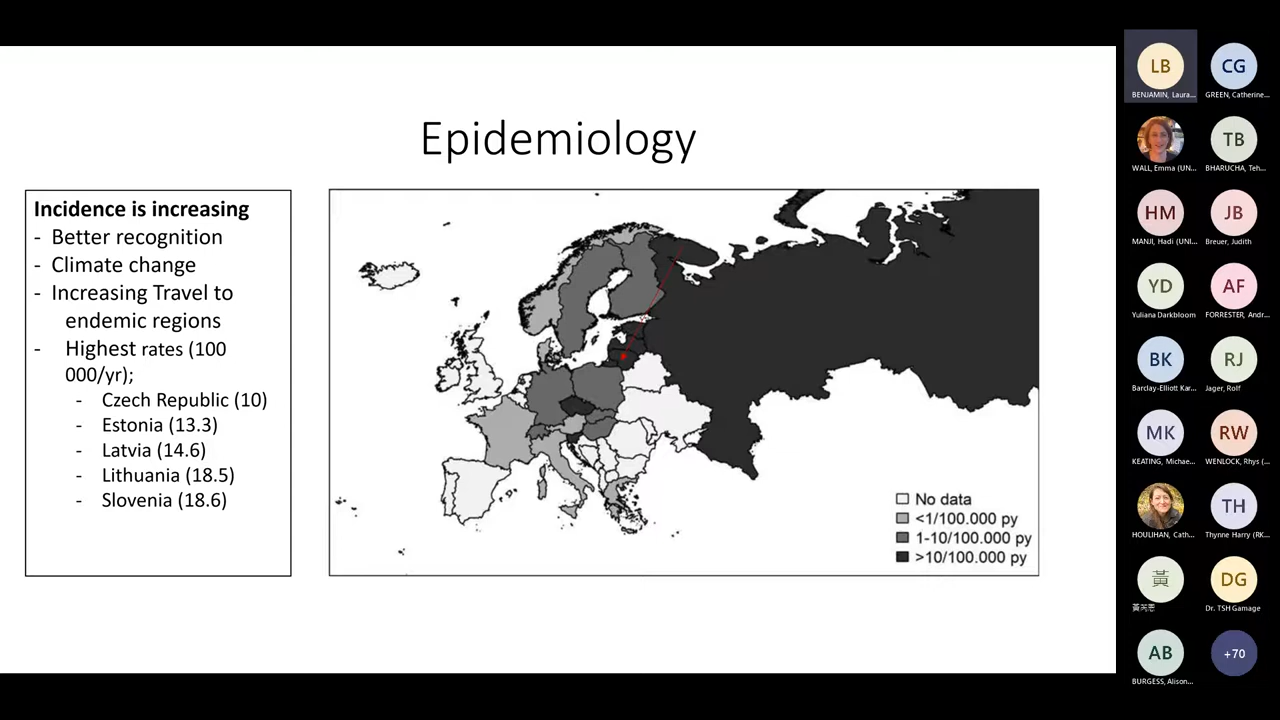 Epidemiology
Incidence is increasing
- Better recognition
- Climate change
- Increasing Travel to
endemic regions
- Highest rates (100
000/yr);
- Czech Republic (10)
- Estonia (13.3)
- Latvia (14.6)
- Lithuania (18.5)
- Slovenia (18.6)
No data
<1/100.000 py
1-10/100.000 py
>10/100.000 py
LB
BENJAMIN, Laura...
CG
GREEN, Catherine...
WALL, Emma (UN...
TB
BHARUCHA, Teh...
HM
MANJI, Hadi (UNI...
JB
Breuer, Judith
YD
Yuliana Darkbloom
AF
FORRESTER, Andr...
BK
Barclay-Elliott Kar...
RJ
Jager, Rolf
MK
KEATING, Michae...
RW
WENLOCK, Rhys (...
HOULIHAN, Cath...
TH
Thynne Harry (RK...
黃
DG
Dr. TSH Gamage
AB
BURGESS, Alison...
+70